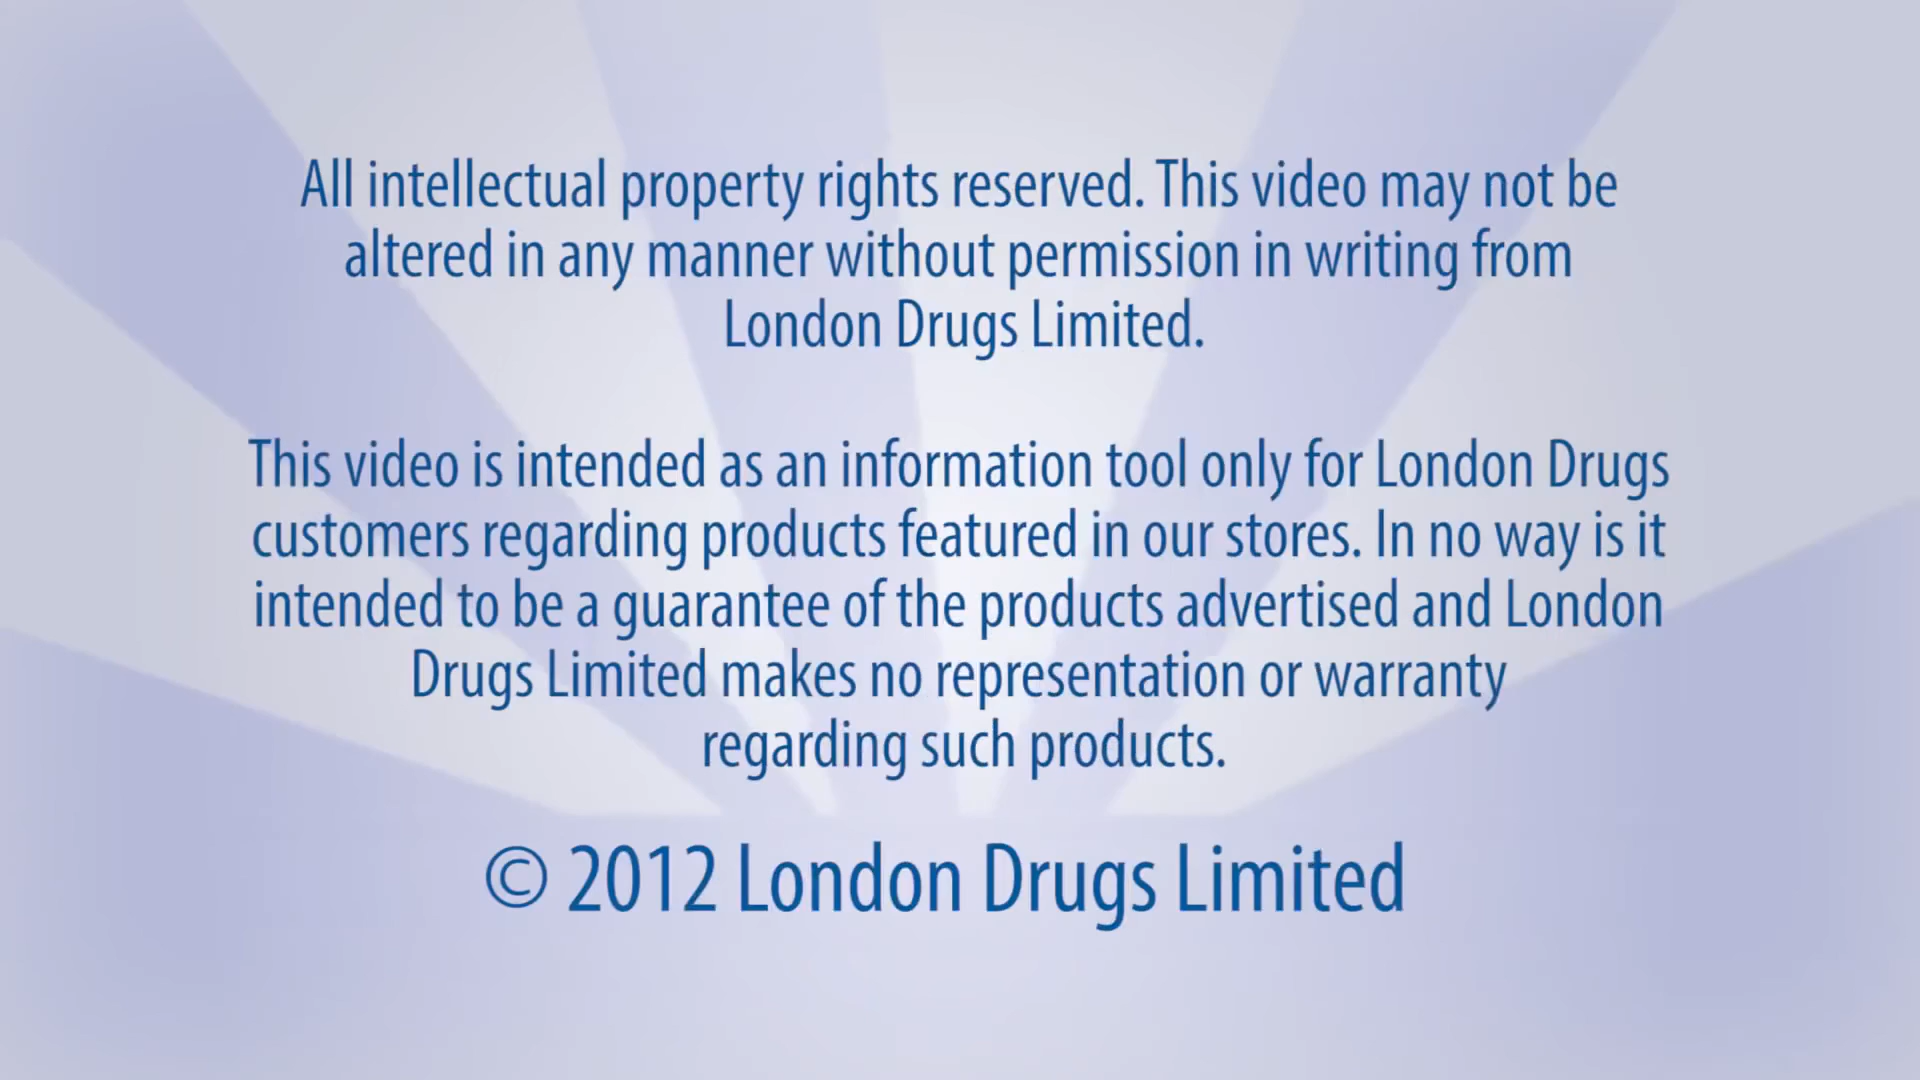 All intellectual property rights reserved. This video may not be
altered in any manner without permission in writing from
London Drugs Limited.
This video is intended as an information tool only for London Drugs
customers regarding products featured in our stores. In no way is it
intended to be a guarantee of the products advertised and London
Drugs Limited makes no representation or warranty
regarding such products.
© 2012 London Drugs Limited